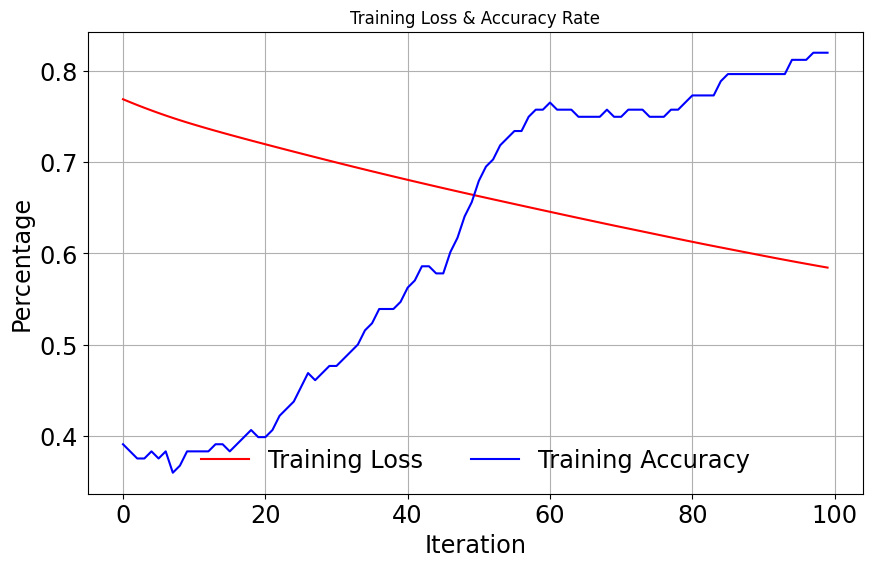 Training Loss & Accuracy Rate
Percentage
0.8
0.7
0.6
0.5
0.4
Training Loss Training Accuracy
0 20 40 60 80 100
Iteration